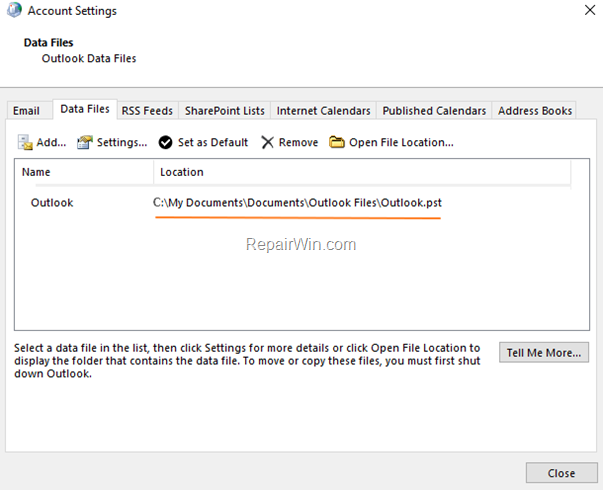 Account Settings
Data Files
Outlook Data Files
Email Data Files RSS Feeds SharePoint Lists Internet Calendars Published Calendars Address Books
Add... Settings... Set as Default Remove Open File Location...
Name Location
Outlook C:\My Documents\Documents\Outlook Files\Outlook.pst
RepairWin.com
Select a data file in the list, then click Settings for more details or click Open File Location to
display the folder that contains the data file. To move or copy these files, you must first shut
down Outlook.
Tell Me More...
Close